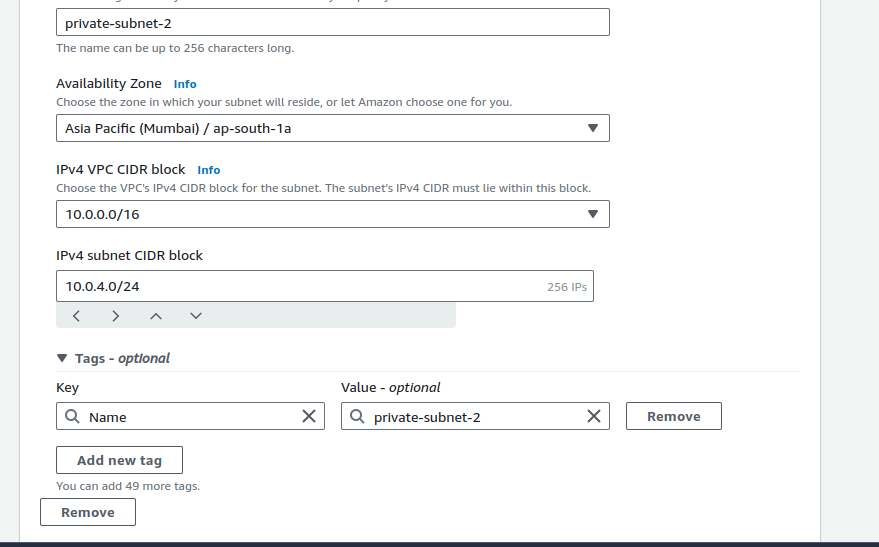 private-subnet-2
The name can be up to 256 characters long.
Availability Zone Info
Choose the zone in which your subnet will reside, or let Amazon choose one for you.
Asia Pacific (Mumbai) / ap-south-1a
IPv4 VPC CIDR block Info
Choose the VPC's IPv4 CIDR block for the subnet. The subnet's IPv4 CIDR must lie within this block.
10.0.0.0/16
IPv4 subnet CIDR block
10.0.4.0/24 256 IPs
Tags - optional
Key Value - optional
Name private-subnet-2 Remove
Add new tag
You can add 49 more tags.
Remove